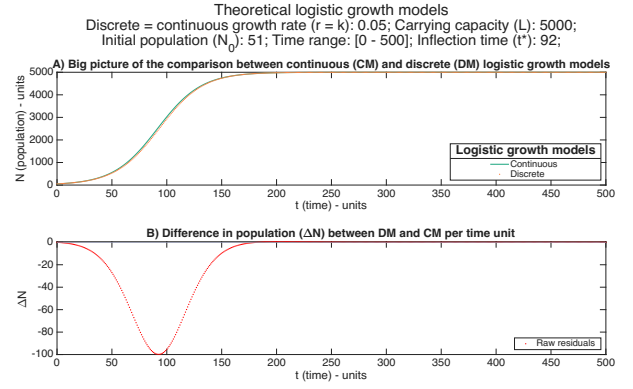 Theoretical logistic growth models
Discrete = continuous growth rate (r = k): 0.05; Carrying capacity (L): 5000;
Initial population (N0): 51; Time range: [0 - 500]; Inflection time (t*): 92;
A) Big picture of the comparison between continuous (CM) and discrete (DM) logistic growth models
N (population) - units
5000
4000
3000
2000
1000
0
Logistic growth models
Continuous
Discrete
0 50 100 150 200 250 300 350 400 450 500
t (time) - units
B) Difference in population (ΔN) between DM and CM per time unit
ΔN
0
-20
-40
-60
-80
-100
Raw residuals
0 50 100 150 200 250 300 350 400 450 500
t (time) - units